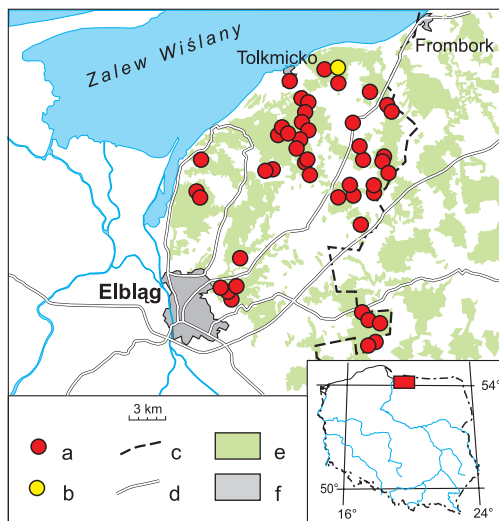 Zalew Wiślany
Tolkmicko
Frombork
Elbląg
3 km
a
b
c
d
e
f
54°
50°
16°
24°